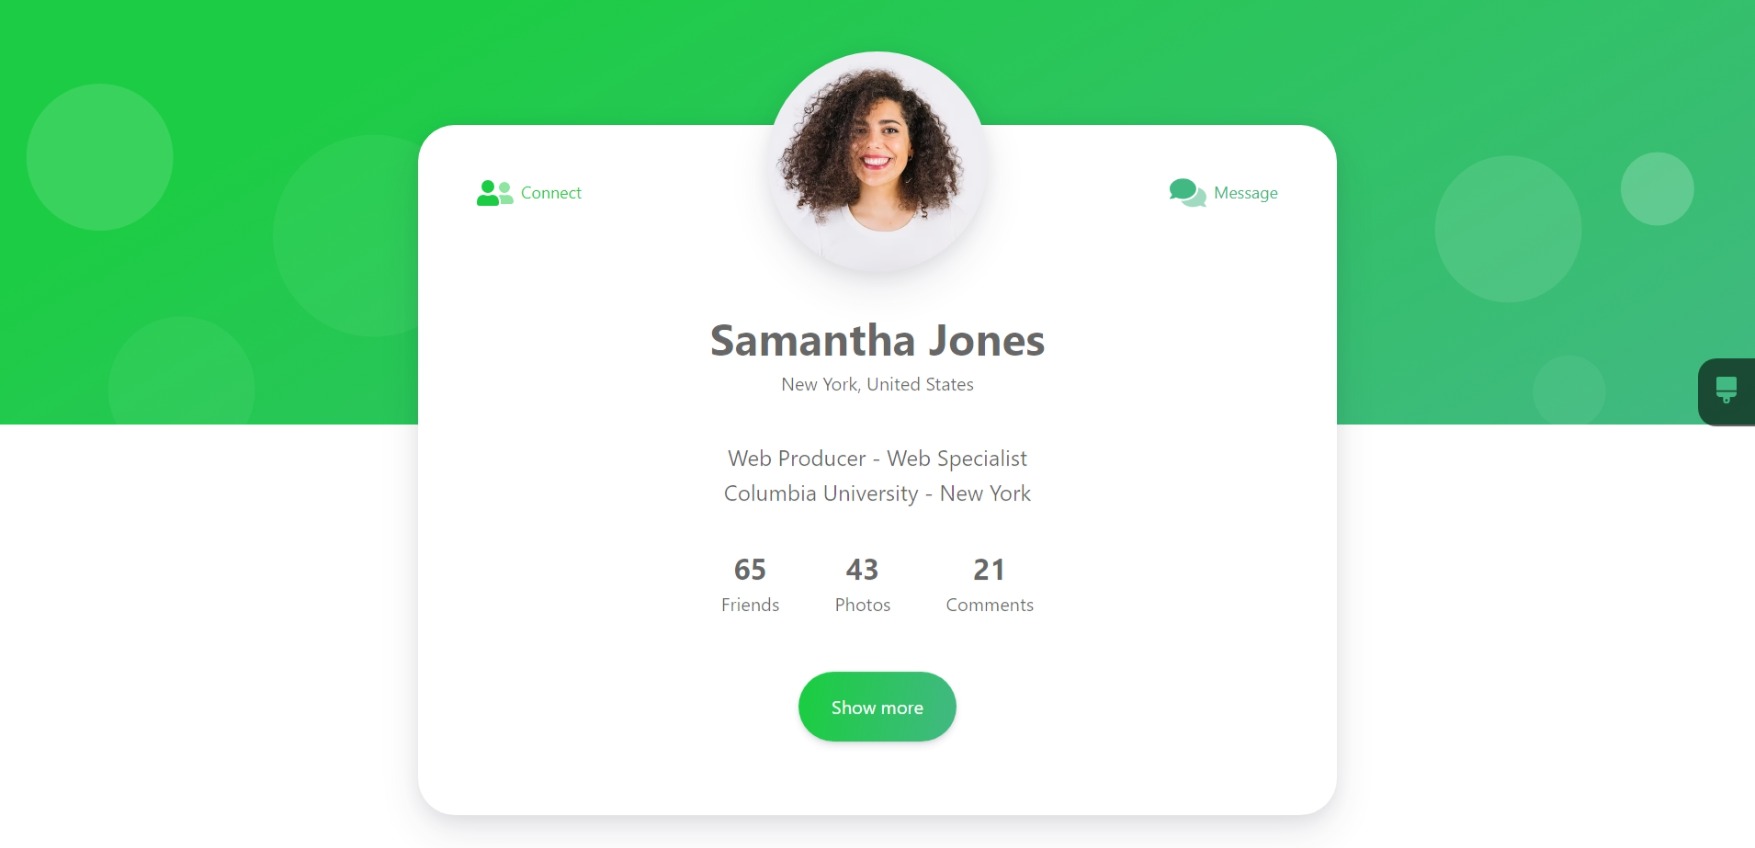 Connect
Message
Samantha Jones
New York, United States
Web Producer - Web Specialist
Columbia University - New York
65 43 21
Friends Photos Comments
Show more